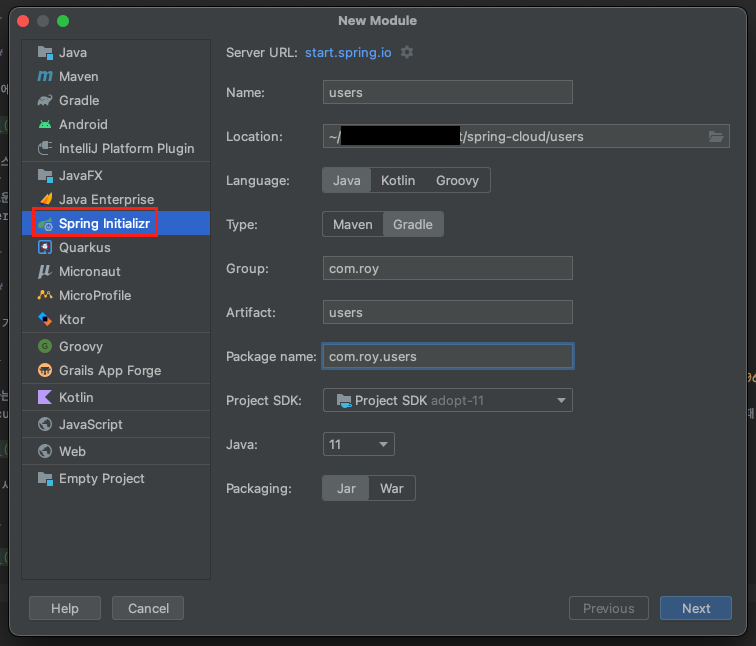 New Module
Java
Maven
Gradle
Android
IntelliJ Platform Plugin
JavaFX
Java Enterprise
Spring Initializr
Quarkus
Micronaut
MicroProfile
Ktor
Groovy
Grails App Forge
Kotlin
JavaScript
Web
Empty Project
Server URL: start.spring.io
Name: users
Location: ~/ t/spring-cloud/users
Language: Java Kotlin Groovy
Type: Maven Gradle
Group: com.roy
Artifact: users
Package name: com.roy.users
Project SDK: Project SDK adopt-11
Java: 11
Packaging: Jar War
Help Cancel Previous Next